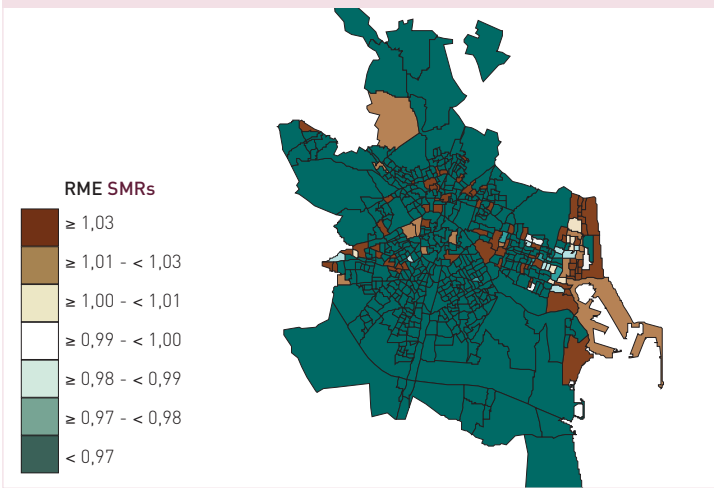 RME SMRs
≥ 1,03
≥ 1,01 - < 1,03
≥ 1,00 - < 1,01
≥ 0,99 - < 1,00
≥ 0,98 - < 0,99
≥ 0,97 - < 0,98
< 0,97